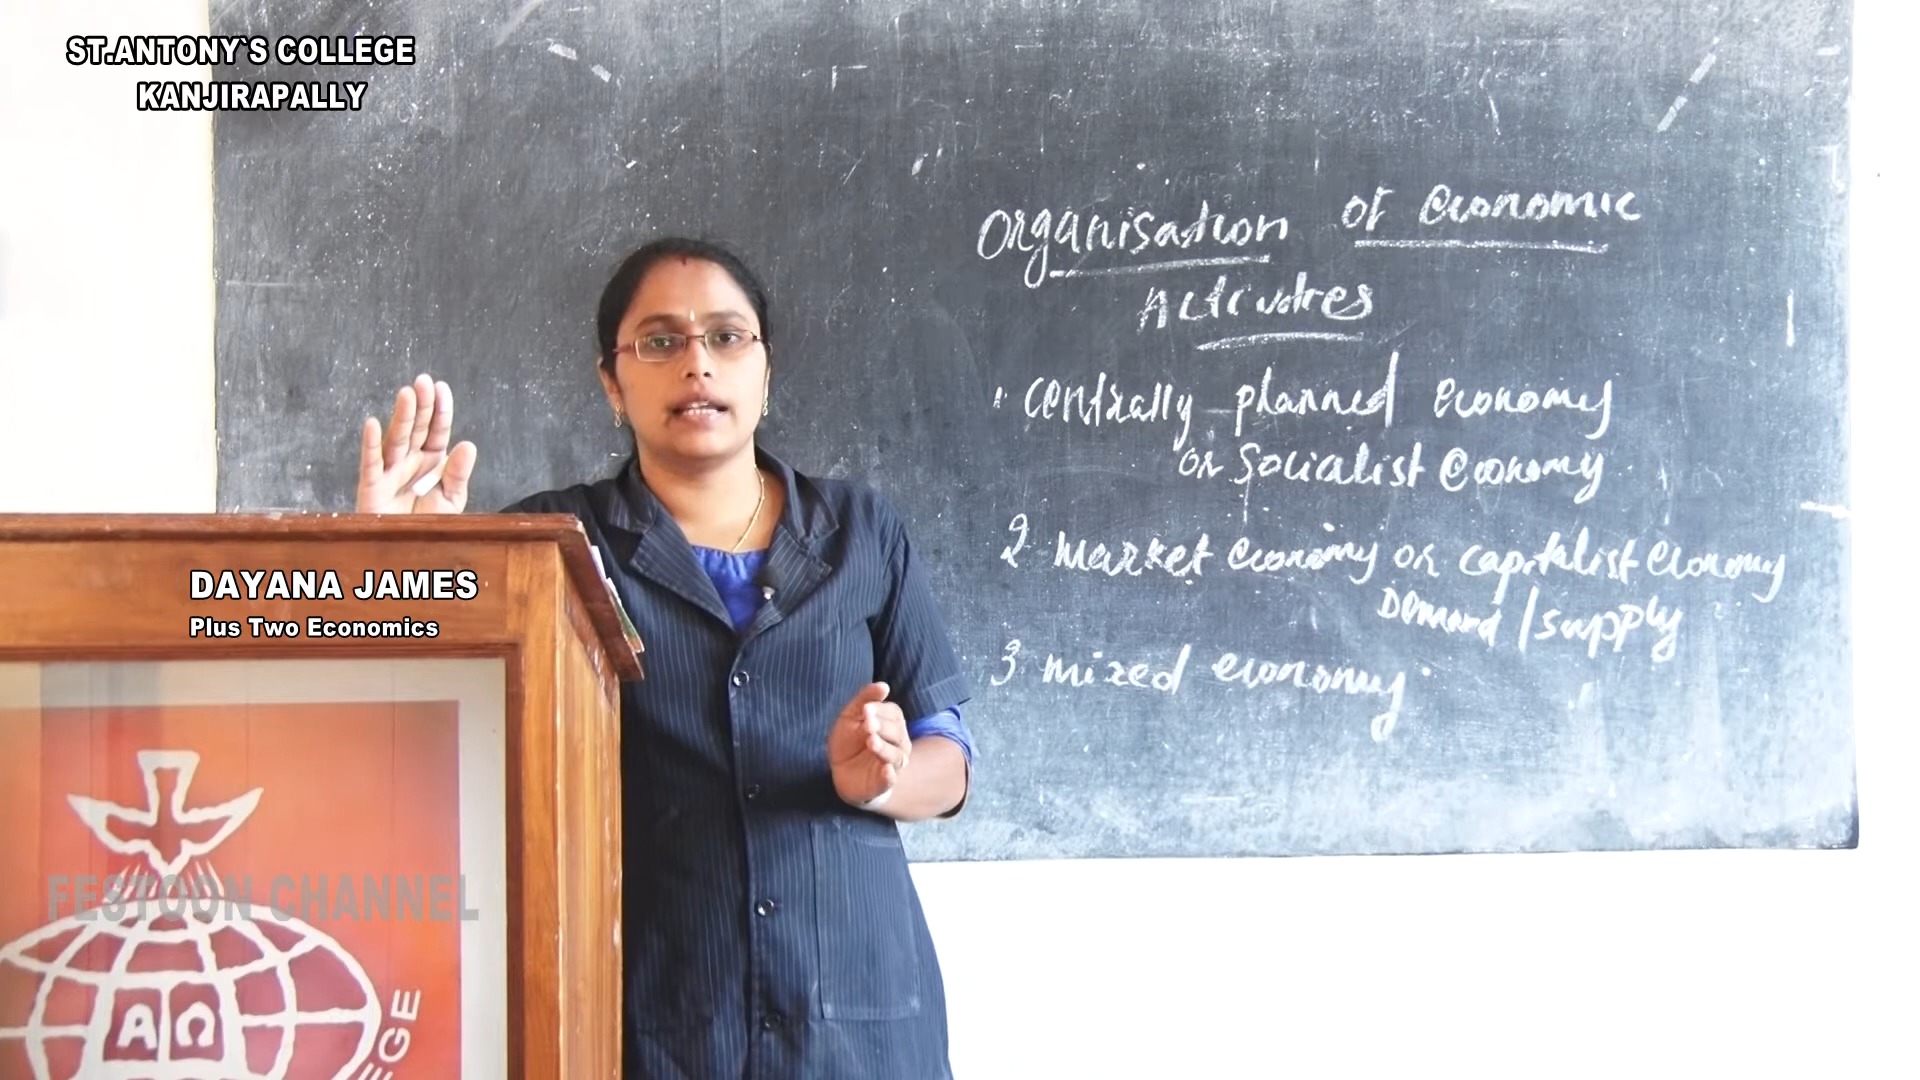 ST.ANTONY`S COLLEGE
KANJIRAPALLY
Organisation of Economic
Activities
1 Centrally planned Economy
or Socialist Economy
2 Market Economy or capitalist Economy
Demand / supply
3 mixed economy
DAYANA JAMES
Plus Two Economics
FESTOON CHANNEL
A Ω
EGE